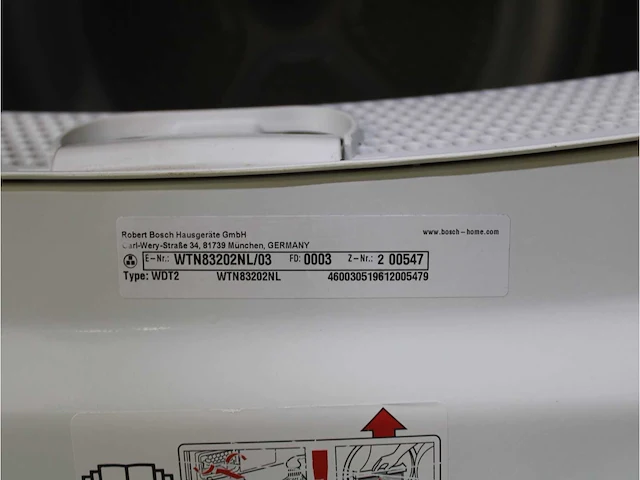 Robert Bosch Hausgeräte GmbH
Carl-Wery-Straße 34, 81739 München, GERMANY
www.bosch-home.com
E-Nr.: WTN83202NL/03 FD: 0003 Z-Nr.: 2 00547
Type: WDT2 WTN83202NL 460030519612005479